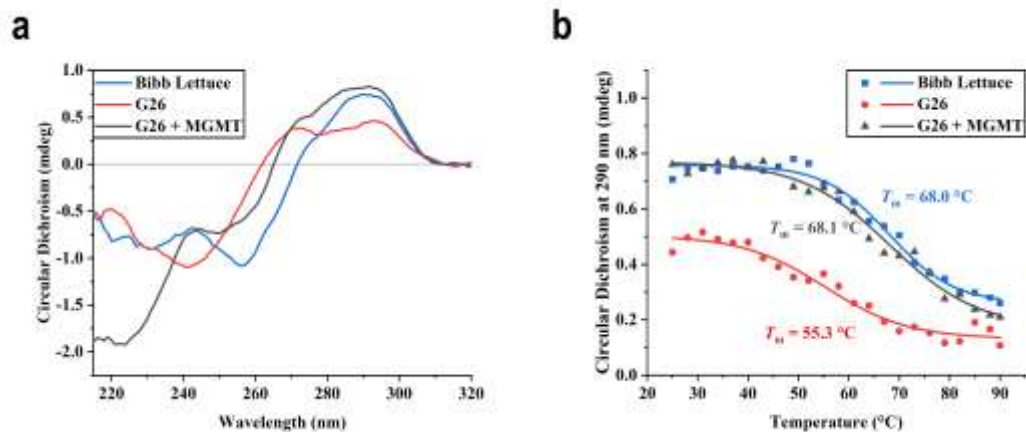 a
Circular Dichroism (mdeg)
1.0
0.5
0.0
-0.5
-1.0
-1.5
-2.0
Bibb Lettuce
G26
G26 + MGMT
220 240 260 280 300 320
Wavelength (nm)
b
Circular Dichroism at 290 nm (mdeg)
1.0
0.8
0.6
0.4
0.2
0.0
Bibb Lettuce
G26
G26 + MGMT
Tm = 68.0 °C
Tm = 68.1 °C
Tm = 55.3 °C
20 30 40 50 60 70 80 90
Temperature (°C)